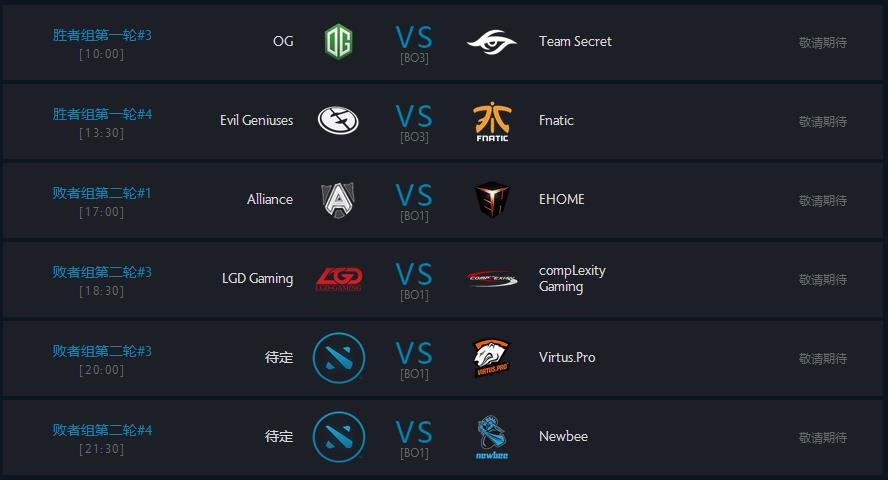 胜者组第一轮#3
[10:00]
OG
OG
VS
[BO3]
Team Secret
敬请期待
胜者组第一轮#4
[13:30]
Evil Geniuses
VS
[BO3]
FNATIC
Fnatic
敬请期待
败者组第二轮#1
[17:00]
Alliance
VS
[BO1]
EHOME
敬请期待
败者组第二轮#3
[18:30]
LGD Gaming
LGD
LGD-GAMING
VS
[BO1]
COMPLEXITY
compLexity
Gaming
敬请期待
败者组第二轮#3
[20:00]
待定
VS
[BO1]
VIRTUS.PRO
Virtus.Pro
敬请期待
败者组第二轮#4
[21:30]
待定
VS
[BO1]
newbee
Newbee
敬请期待